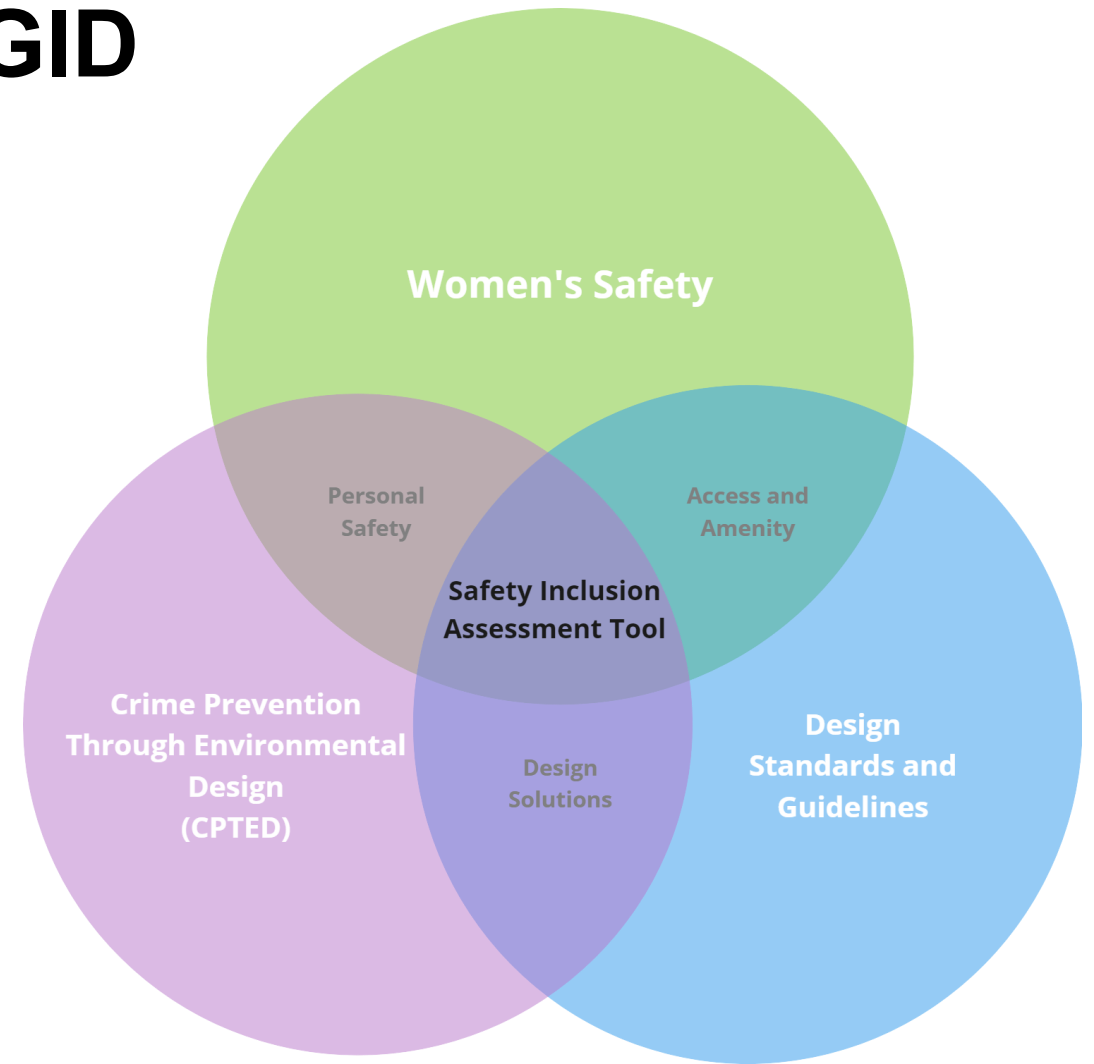 GID
Women's Safety
Personal
Safety
Access and
Amenity
Safety Inclusion
Assessment Tool
Crime Prevention
Through Environmental
Design
(CPTED)
Design
Standards and
Guidelines
Design
Solutions